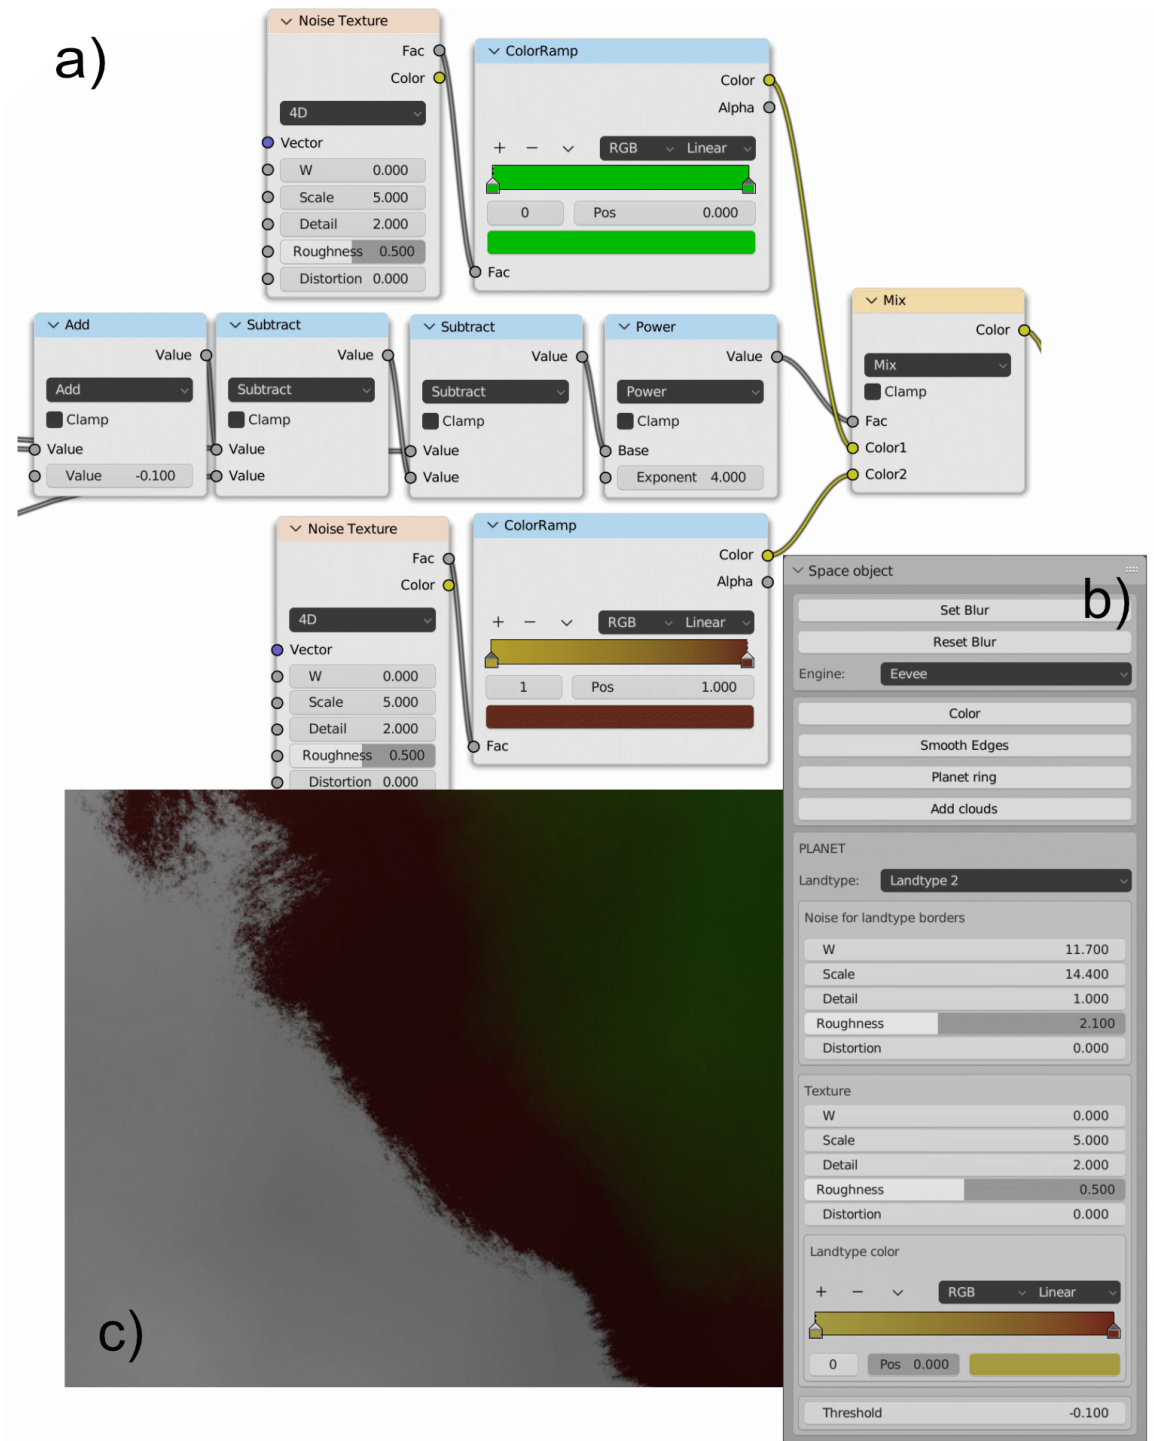 a)
Noise Texture
Fac
Color
4D
Vector
W 0.000
Scale 5.000
Detail 2.000
Roughness 0.500
Distortion 0.000
ColorRamp
Color
Alpha
+ − RGB Linear
0 Pos 0.000
Fac
Add
Value
Add
Clamp
Value
Value -0.100
Subtract
Value
Subtract
Clamp
Value
Value
Subtract
Value
Subtract
Clamp
Value
Value
Power
Value
Power
Clamp
Base
Exponent 4.000
Mix
Color
Mix
Clamp
Fac
Color1
Color2
Noise Texture
Fac
Color
4D
Vector
W 0.000
Scale 5.000
Detail 2.000
Roughness 0.500
Distortion 0.000
ColorRamp
Color
Alpha
+ − RGB Linear
1 Pos 1.000
Fac
b)
Space object
Set Blur
Reset Blur
Engine: Eevee
Color
Smooth Edges
Planet ring
Add clouds
PLANET
Landtype: Landtype 2
Noise for landtype borders
W 11.700
Scale 14.400
Detail 1.000
Roughness 2.100
Distortion 0.000
Texture
W 0.000
Scale 5.000
Detail 2.000
Roughness 0.500
Distortion 0.000
Landtype color
+ − RGB Linear
0 Pos 0.000
Threshold -0.100
c)